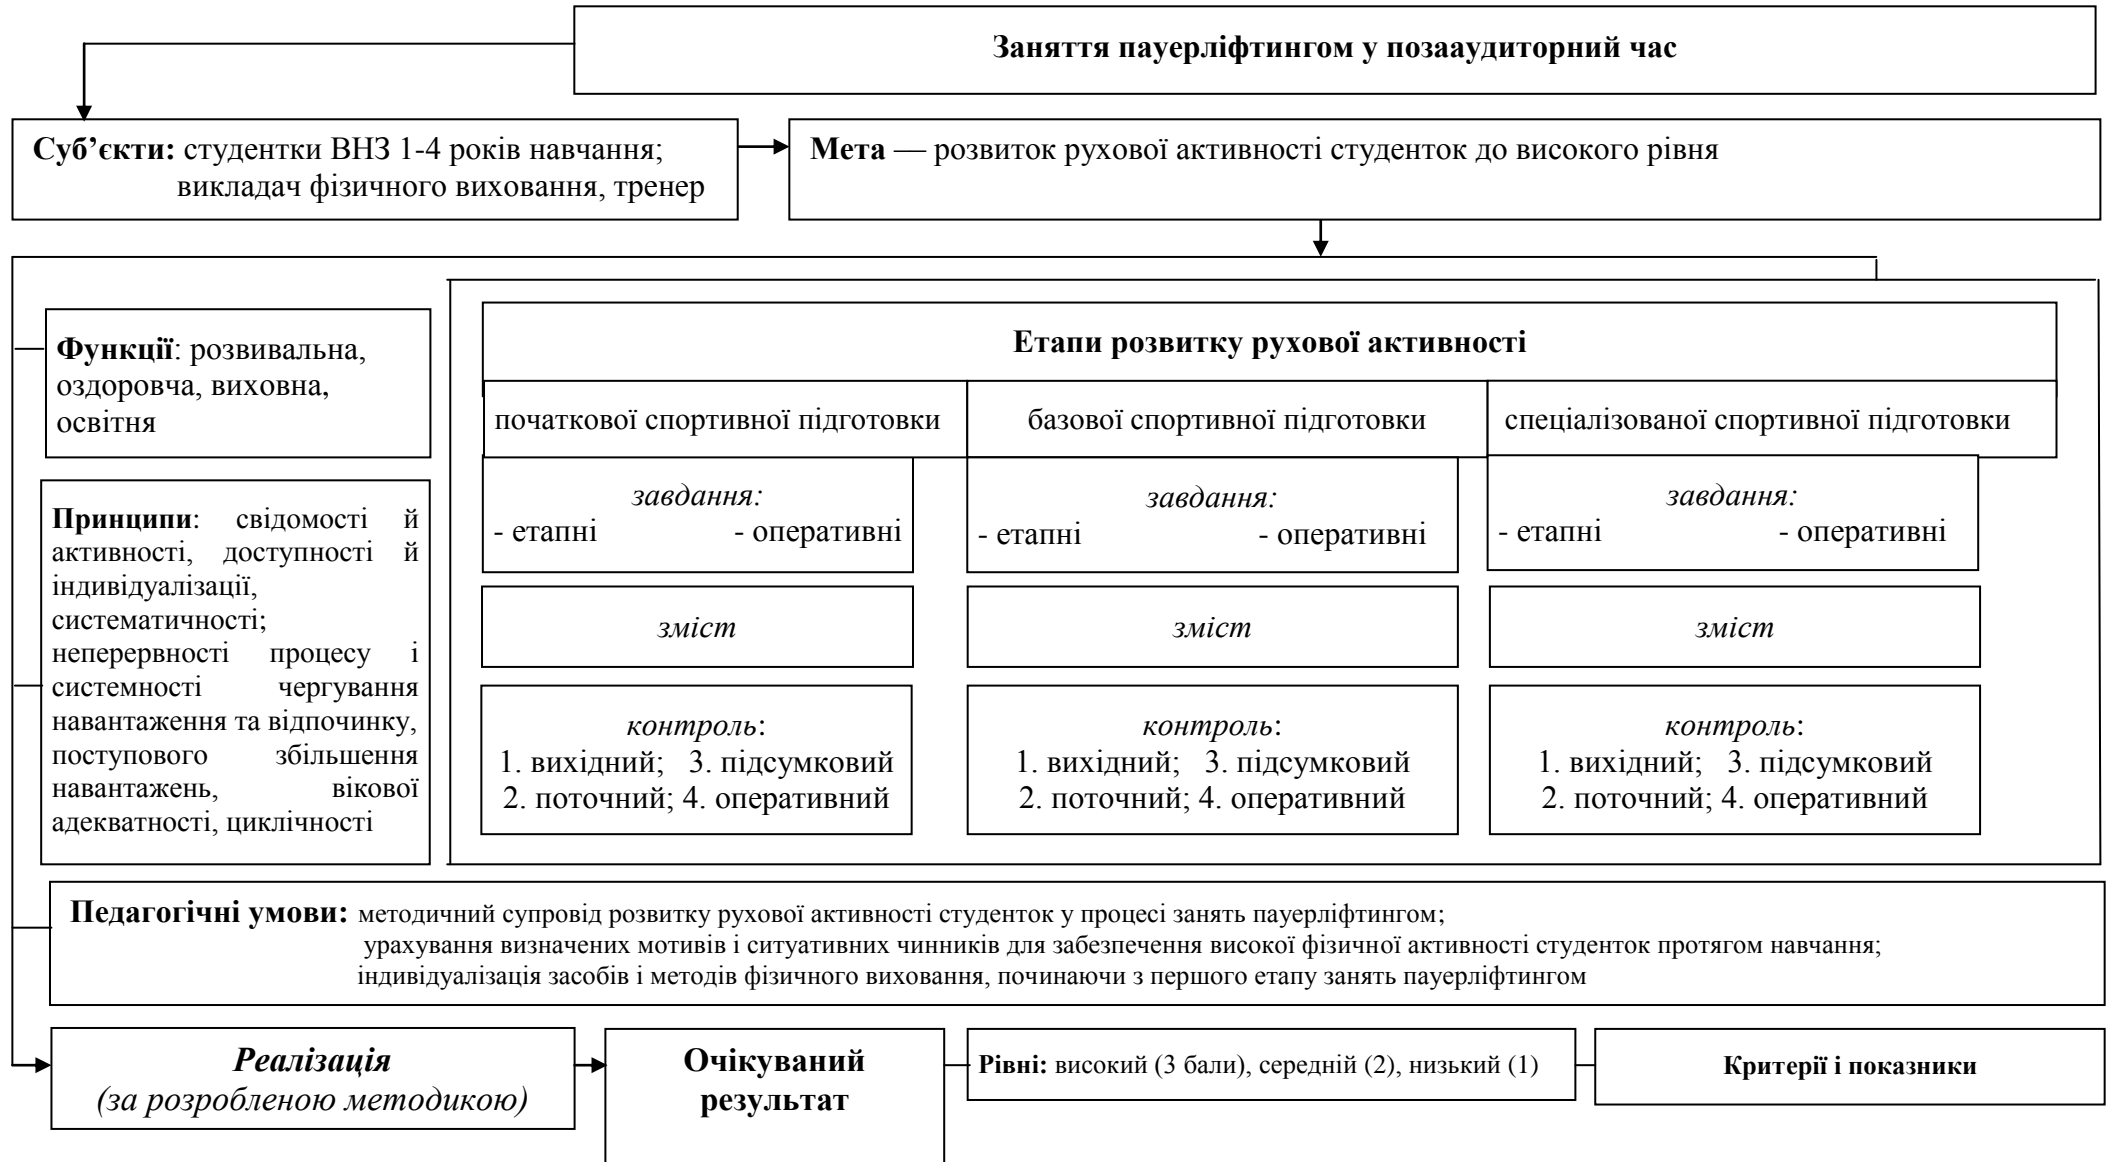 Заняття пауерліфтингом у позааудиторний час
Суб’єкти: студентки ВНЗ 1-4 років навчання;
викладач фізичного виховання, тренер
Мета — розвиток рухової активності студенток до високого рівня
Функції: розвивальна,
оздоровча, виховна,
освітня
Принципи: свідомості й
активності, доступності й
індивідуалізації,
систематичності;
неперервності процесу і
системності чергування
навантаження та відпочинку,
поступового збільшення
навантажень, вікової
адекватності, циклічності
Етапи розвитку рухової активності
початкової спортивної підготовки
завдання:
- етапні - оперативні
зміст
контроль:
1. вихідний; 3. підсумковий
2. поточний; 4. оперативний
базової спортивної підготовки
завдання:
- етапні - оперативні
зміст
контроль:
1. вихідний; 3. підсумковий
2. поточний; 4. оперативний
спеціалізованої спортивної підготовки
завдання:
- етапні - оперативні
зміст
контроль:
1. вихідний; 3. підсумковий
2. поточний; 4. оперативний
Педагогічні умови: методичний супровід розвитку рухової активності студенток у процесі занять пауерліфтингом;
урахування визначених мотивів і ситуативних чинників для забезпечення високої фізичної активності студенток протягом навчання;
індивідуалізація засобів і методів фізичного виховання, починаючи з першого етапу занять пауерліфтингом
Реалізація
(за розробленою методикою)
Очікуваний
результат
Рівні: високий (3 бали), середній (2), низький (1)
Критерії і показники